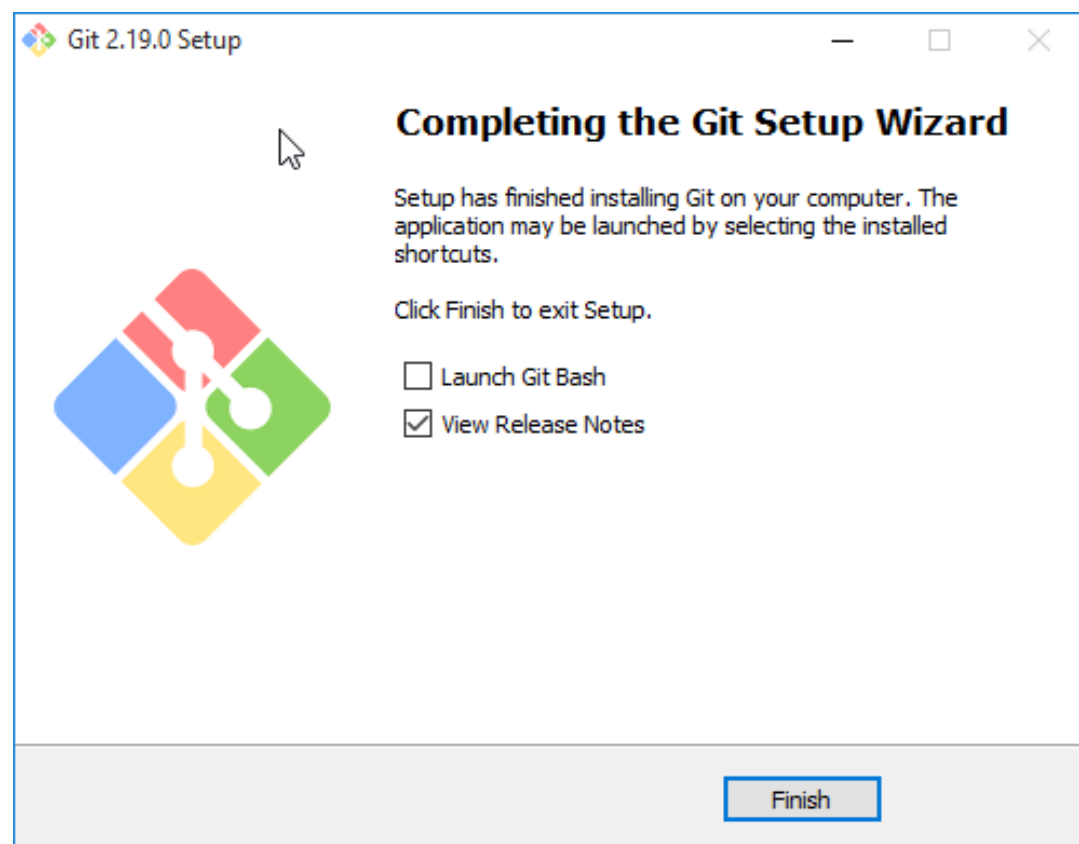 Git 2.19.0 Setup
Completing the Git Setup Wizard
Setup has finished installing Git on your computer. The
application may be launched by selecting the installed
shortcuts.
Click Finish to exit Setup.
Launch Git Bash
View Release Notes
Finish